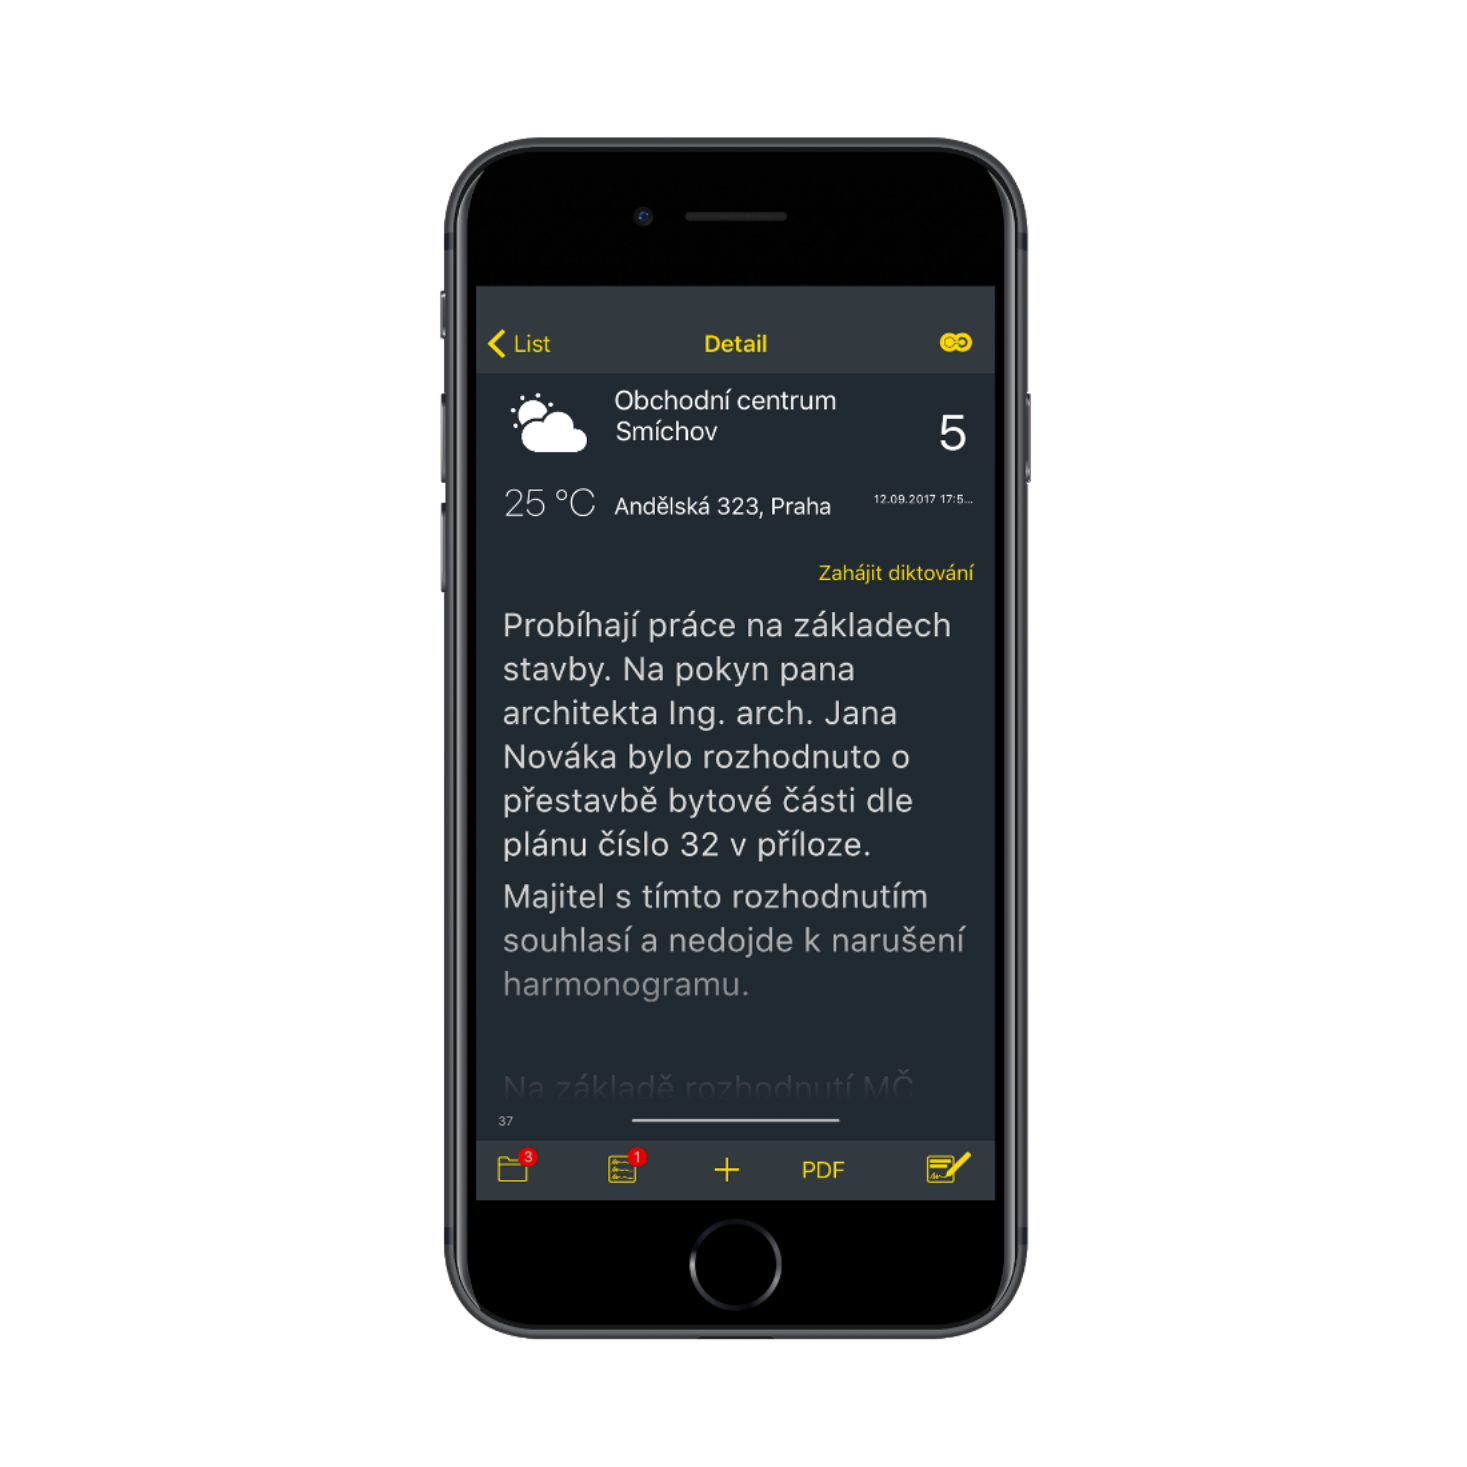 List
Detail
Obchodní centrum
Smíchov
5
25 °C
Andělská 323, Praha
12.09.2017 17:5...
Zahájit diktování
Probíhají práce na základech
stavby. Na pokyn pana
architekta Ing. arch. Jana
Nováka bylo rozhodnuto o
přestavbě bytové části dle
plánu číslo 32 v příloze.
Majitel s tímto rozhodnutím
souhlasí a nedojde k narušení
harmonogramu.
Na základě rozhodnutí MČ
37
3
1
PDF